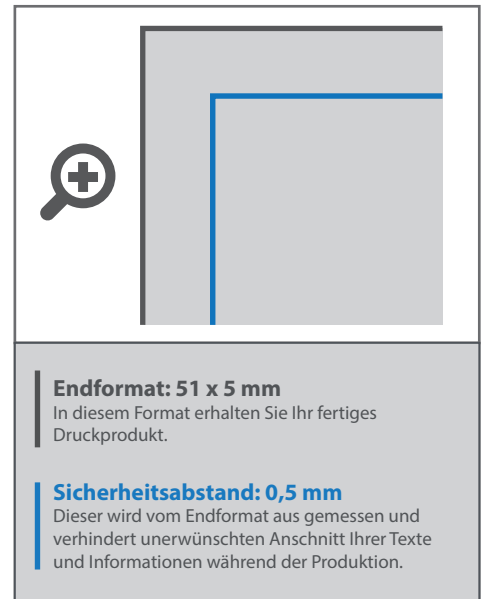 Endformat: 51 x 5 mm
In diesem Format erhalten Sie Ihr fertiges
Druckprodukt.
Sicherheitsabstand: 0,5 mm
Dieser wird vom Endformat aus gemessen und
verhindert unerwünschten Anschnitt Ihrer Texte
und Informationen während der Produktion.